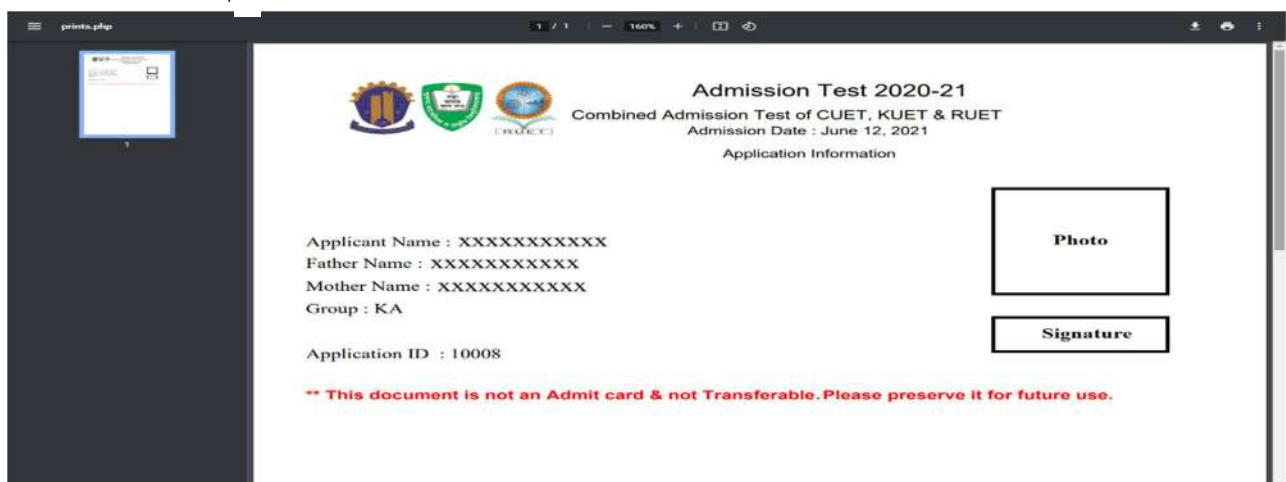 printa.php
1 / 1
160%
1
RUET
Admission Test 2020-21
Combined Admission Test of CUET, KUET & RUET
Admission Date : June 12, 2021
Application Information
Applicant Name : XXXXXXXXXXX
Father Name : XXXXXXXXXXX
Mother Name : XXXXXXXXXXX
Group : KA
Application ID : 10008
Photo
Signature
** This document is not an Admit card & not Transferable.Please preserve it for future use.